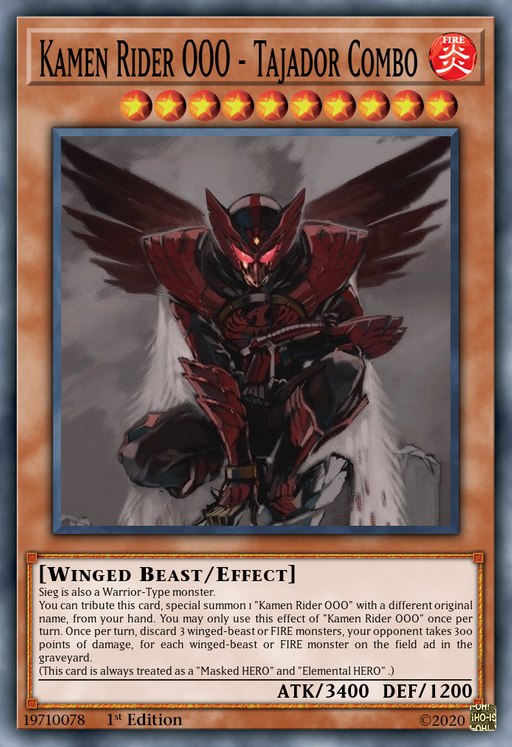 KAMEN RIDER OOO - TAJADOR COMBO
FIRE
炎
[WINGED BEAST/EFFECT]
Sieg is also a Warrior-Type monster.
You can tribute this card, special summon 1 "Kamen Rider OOO" with a different original
name, from your hand. You may only use this effect of "Kamen Rider OOO" once per
turn. Once per turn, discard 3 winged-beast or FIRE monsters, your opponent takes 300
points of damage, for each winged-beast or FIRE monster on the field ad in the
graveyard.
(This card is always treated as a "Masked HERO" and "Elemental HERO" .)
ATK/3400 DEF/1200
19710078 1st Edition ©2020